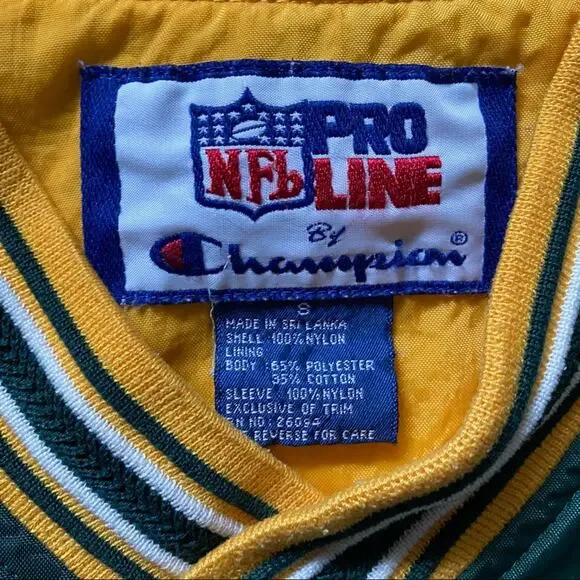 NFL PRO
LINE
By
Champion®
S
MADE IN SRI LANKA
SHELL :100% NYLON
LINING
BODY :65% POLYESTER
35% COTTON
SLEEVE :100% NYLON
EXCLUSIVE OF TRIM
RN NO: 26094
REVERSE FOR CARE